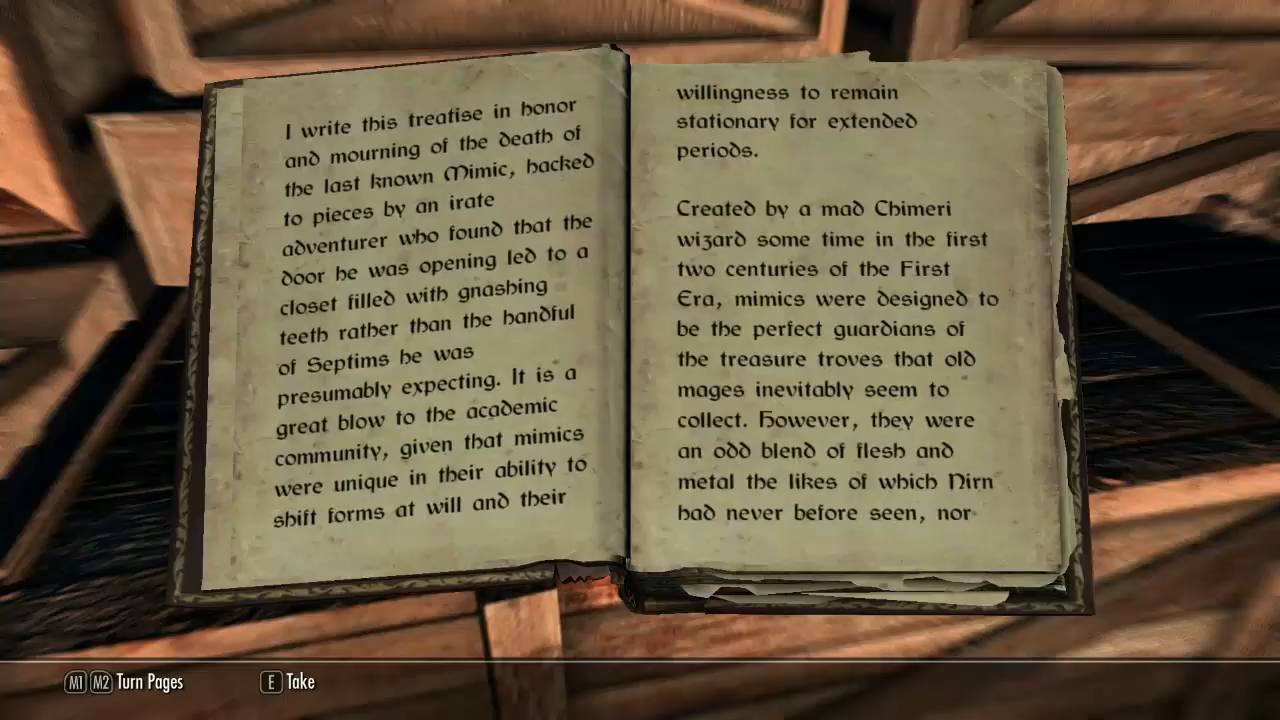 I write this treatise in honor
and mourning of the death of
the last known Mimic, hacked
to pieces by an irate
adventurer who found that the
door he was opening led to a
closet filled with gnashing
teeth rather than the handful
of Septims he was
presumably expecting. It is a
great blow to the academic
community, given that mimics
were unique in their ability to
shift forms at will and their
willingness to remain
stationary for extended
periods.
Created by a mad Chimeri
wizard some time in the first
two centuries of the First
Era, mimics were designed to
be the perfect guardians of
the treasure troves that old
mages inevitably seem to
collect. However, they were
an odd blend of flesh and
metal the likes of which Nirn
had never before seen, nor
M1 M2 Turn Pages
E Take